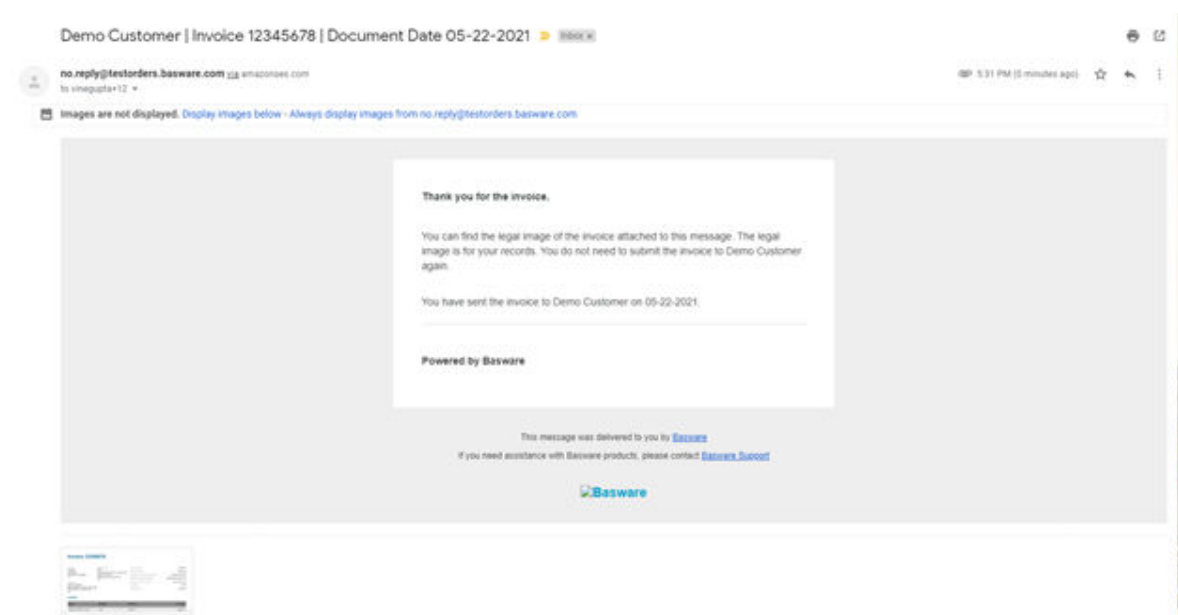 Demo Customer | Invoice 12345678 | Document Date 05-22-2021 Inbox x
no.reply@testorders.basware.com via amazonses.com
5:31 PM (5 minutes ago)
to vinegupta+12
Images are not displayed. Display images below - Always display images from no.reply@testorders.basware.com
Thank you for the invoice.
You can find the legal image of the invoice attached to this message. The legal
image is for your records. You do not need to submit the invoice to Demo Customer
again.
You have sent the invoice to Demo Customer on 05-22-2021.
Powered by Basware
This message was delivered to you by Basware
If you need assistance with Basware products, please contact Basware Support
Basware